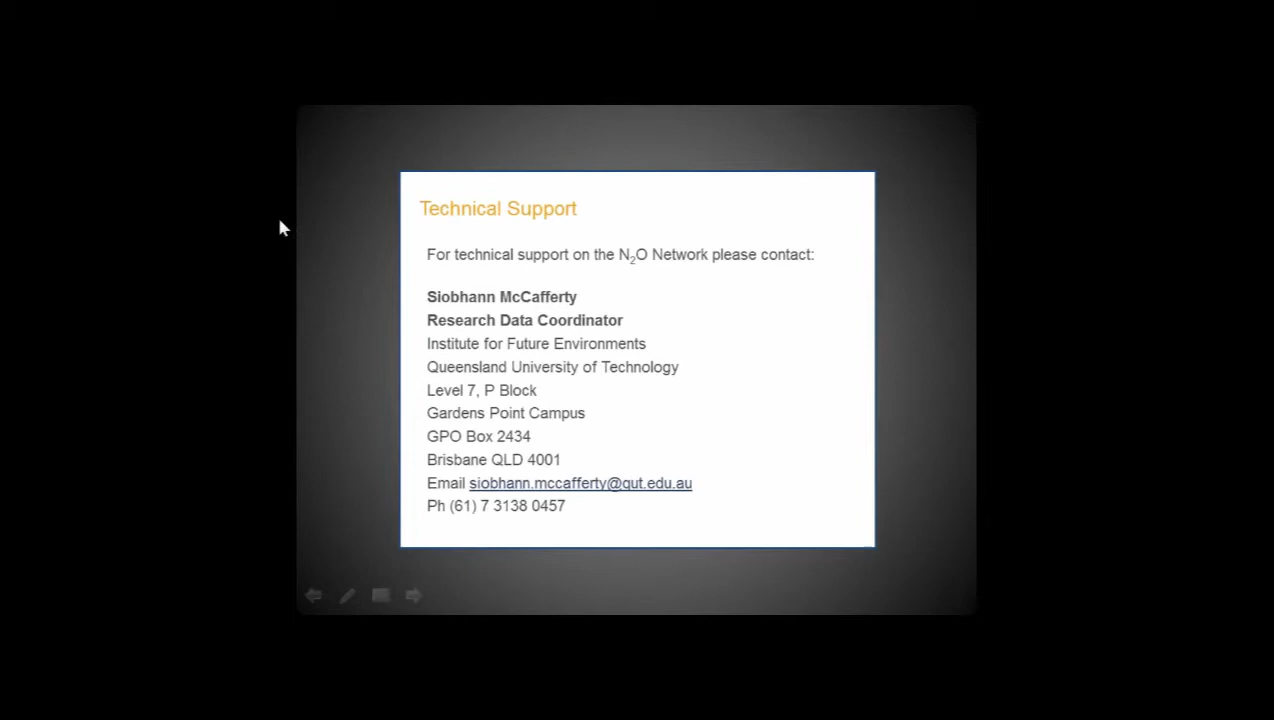 Technical Support
For technical support on the N₂O Network please contact:
Siobhann McCafferty
Research Data Coordinator
Institute for Future Environments
Queensland University of Technology
Level 7, P Block
Gardens Point Campus
GPO Box 2434
Brisbane QLD 4001
Email siobhann.mccafferty@qut.edu.au
Ph (61) 7 3138 0457